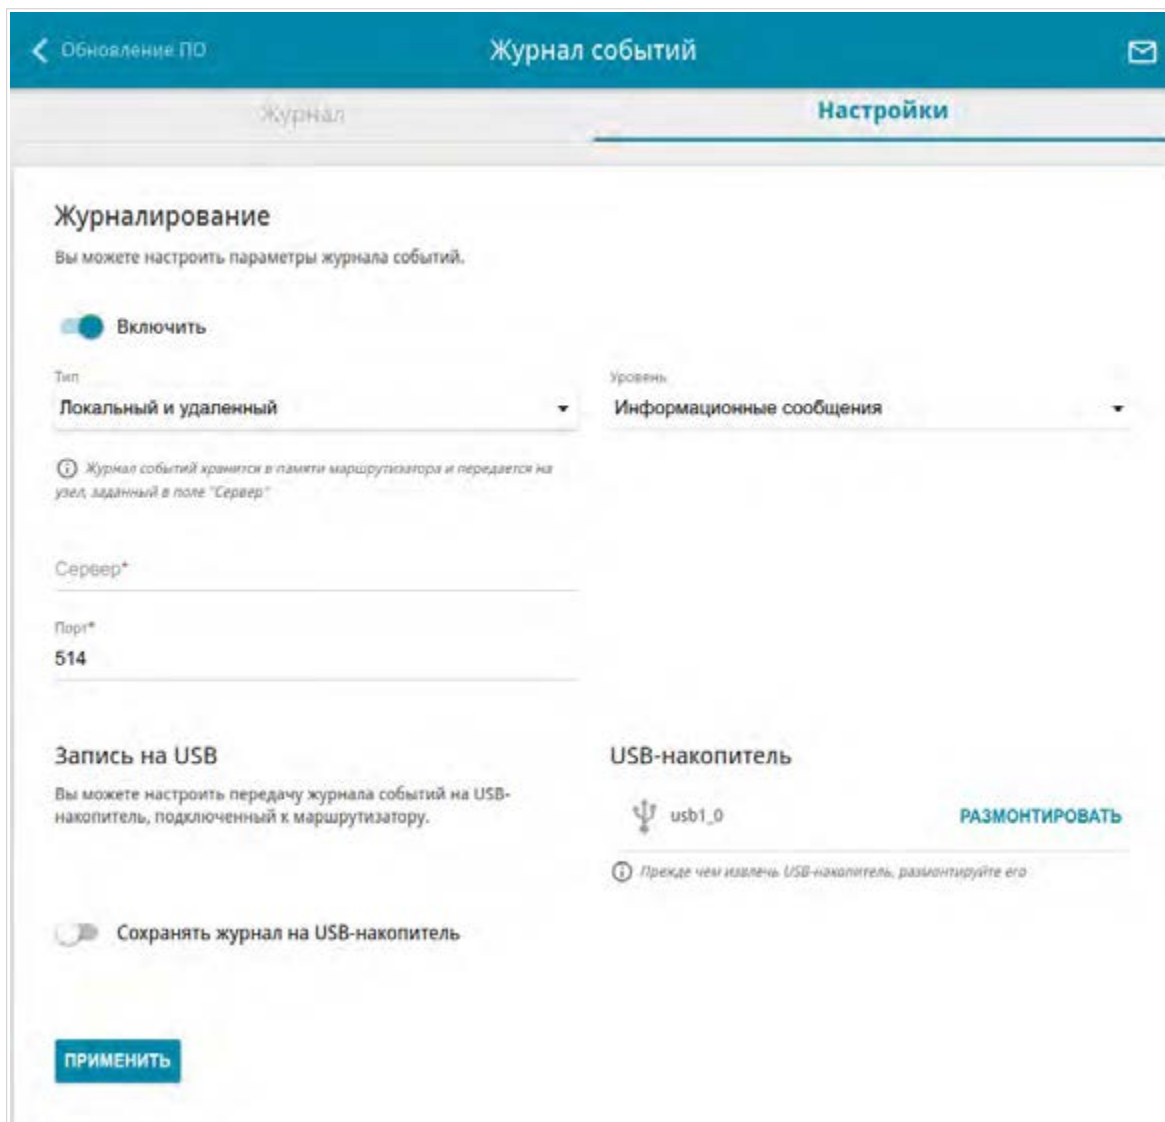 Обновление ПО
Журнал событий
Журнал
Настройки
Журналирование
Вы можете настроить параметры журнала событий.
Включить
Тип
Локальный и удаленный
Уровень
Информационные сообщения
Журнал событий хранится в памяти маршрутизатора и передается на
узел, заданный в поле "Сервер"
Сервер*
Порт*
514
Запись на USB
Вы можете настроить передачу журнала событий на USB-
накопитель, подключенный к маршрутизатору.
USB-накопитель
usb1_0
РАЗМОНТИРОВАТЬ
Прежде чем извлечь USB-накопитель, размонтируйте его
Сохранять журнал на USB-накопитель
ПРИМЕНИТЬ